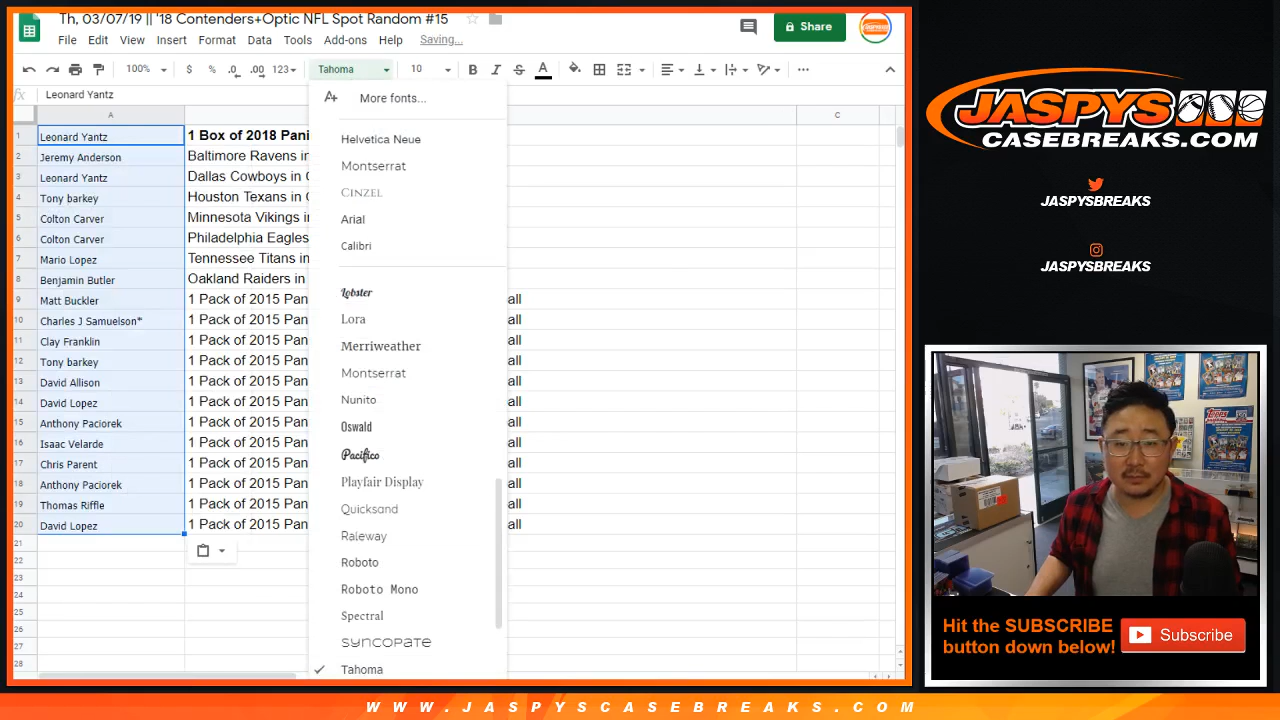 Th, 03/07/19 || '18 Contenders+Optic NFL Spot Random #15
File Edit View Insert Format Data Tools Add-ons Help Saving...
Share
100% $ % .0 .00 123 Tahoma 10 B I S A
fx Leonard Yantz
A C
1 Leonard Yantz 1 Box of 2018 Pani
2 Jeremy Anderson Baltimore Ravens in
3 Leonard Yantz Dallas Cowboys in
4 Tony barkey Houston Texans in
5 Colton Carver Minnesota Vikings in
6 Colton Carver Philadelphia Eagles
7 Mario Lopez Tennessee Titans in
8 Benjamin Butler Oakland Raiders in
9 Matt Buckler 1 Pack of 2015 Pan all
10 Charles J Samuelson* 1 Pack of 2015 Pan all
11 Clay Franklin 1 Pack of 2015 Pan all
12 Tony barkey 1 Pack of 2015 Pan all
13 David Allison 1 Pack of 2015 Pan all
14 David Lopez 1 Pack of 2015 Pan all
15 Anthony Paciorek 1 Pack of 2015 Pan all
16 Isaac Velarde 1 Pack of 2015 Pan all
17 Chris Parent 1 Pack of 2015 Pan all
18 Anthony Paciorek 1 Pack of 2015 Pan all
19 Thomas Riffle 1 Pack of 2015 Pan all
20 David Lopez 1 Pack of 2015 Pan all
21
22
23
24
25
26
27
28
More fonts...
Helvetica Neue
Montserrat
Cinzel
Arial
Calibri
Lobster
Lora
Merriweather
Montserrat
Nunito
Oswald
Pacifico
Playfair Display
Quicksand
Raleway
Roboto
Roboto Mono
Spectral
Syncopate
Tahoma
JASPYS
CASEBREAKS.COM
JASPYSBREAKS
JASPYSBREAKS
TOPPS
Hit the SUBSCRIBE
button down below!
Subscribe
WWW.JASPYSCASEBREAKS.COM